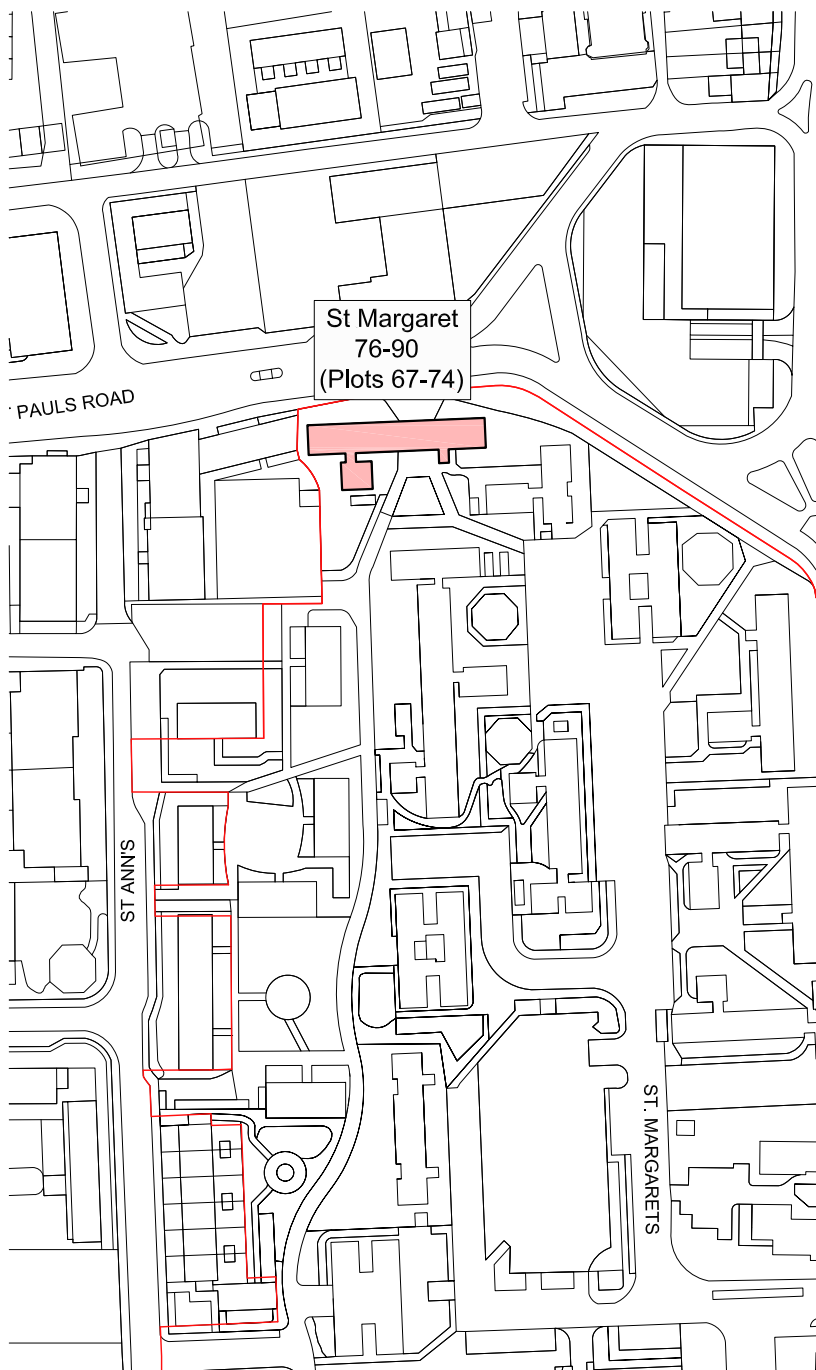 St Margaret
76-90
(Plots 67-74)
PAULS ROAD
ST ANN'S
ST. MARGARETS